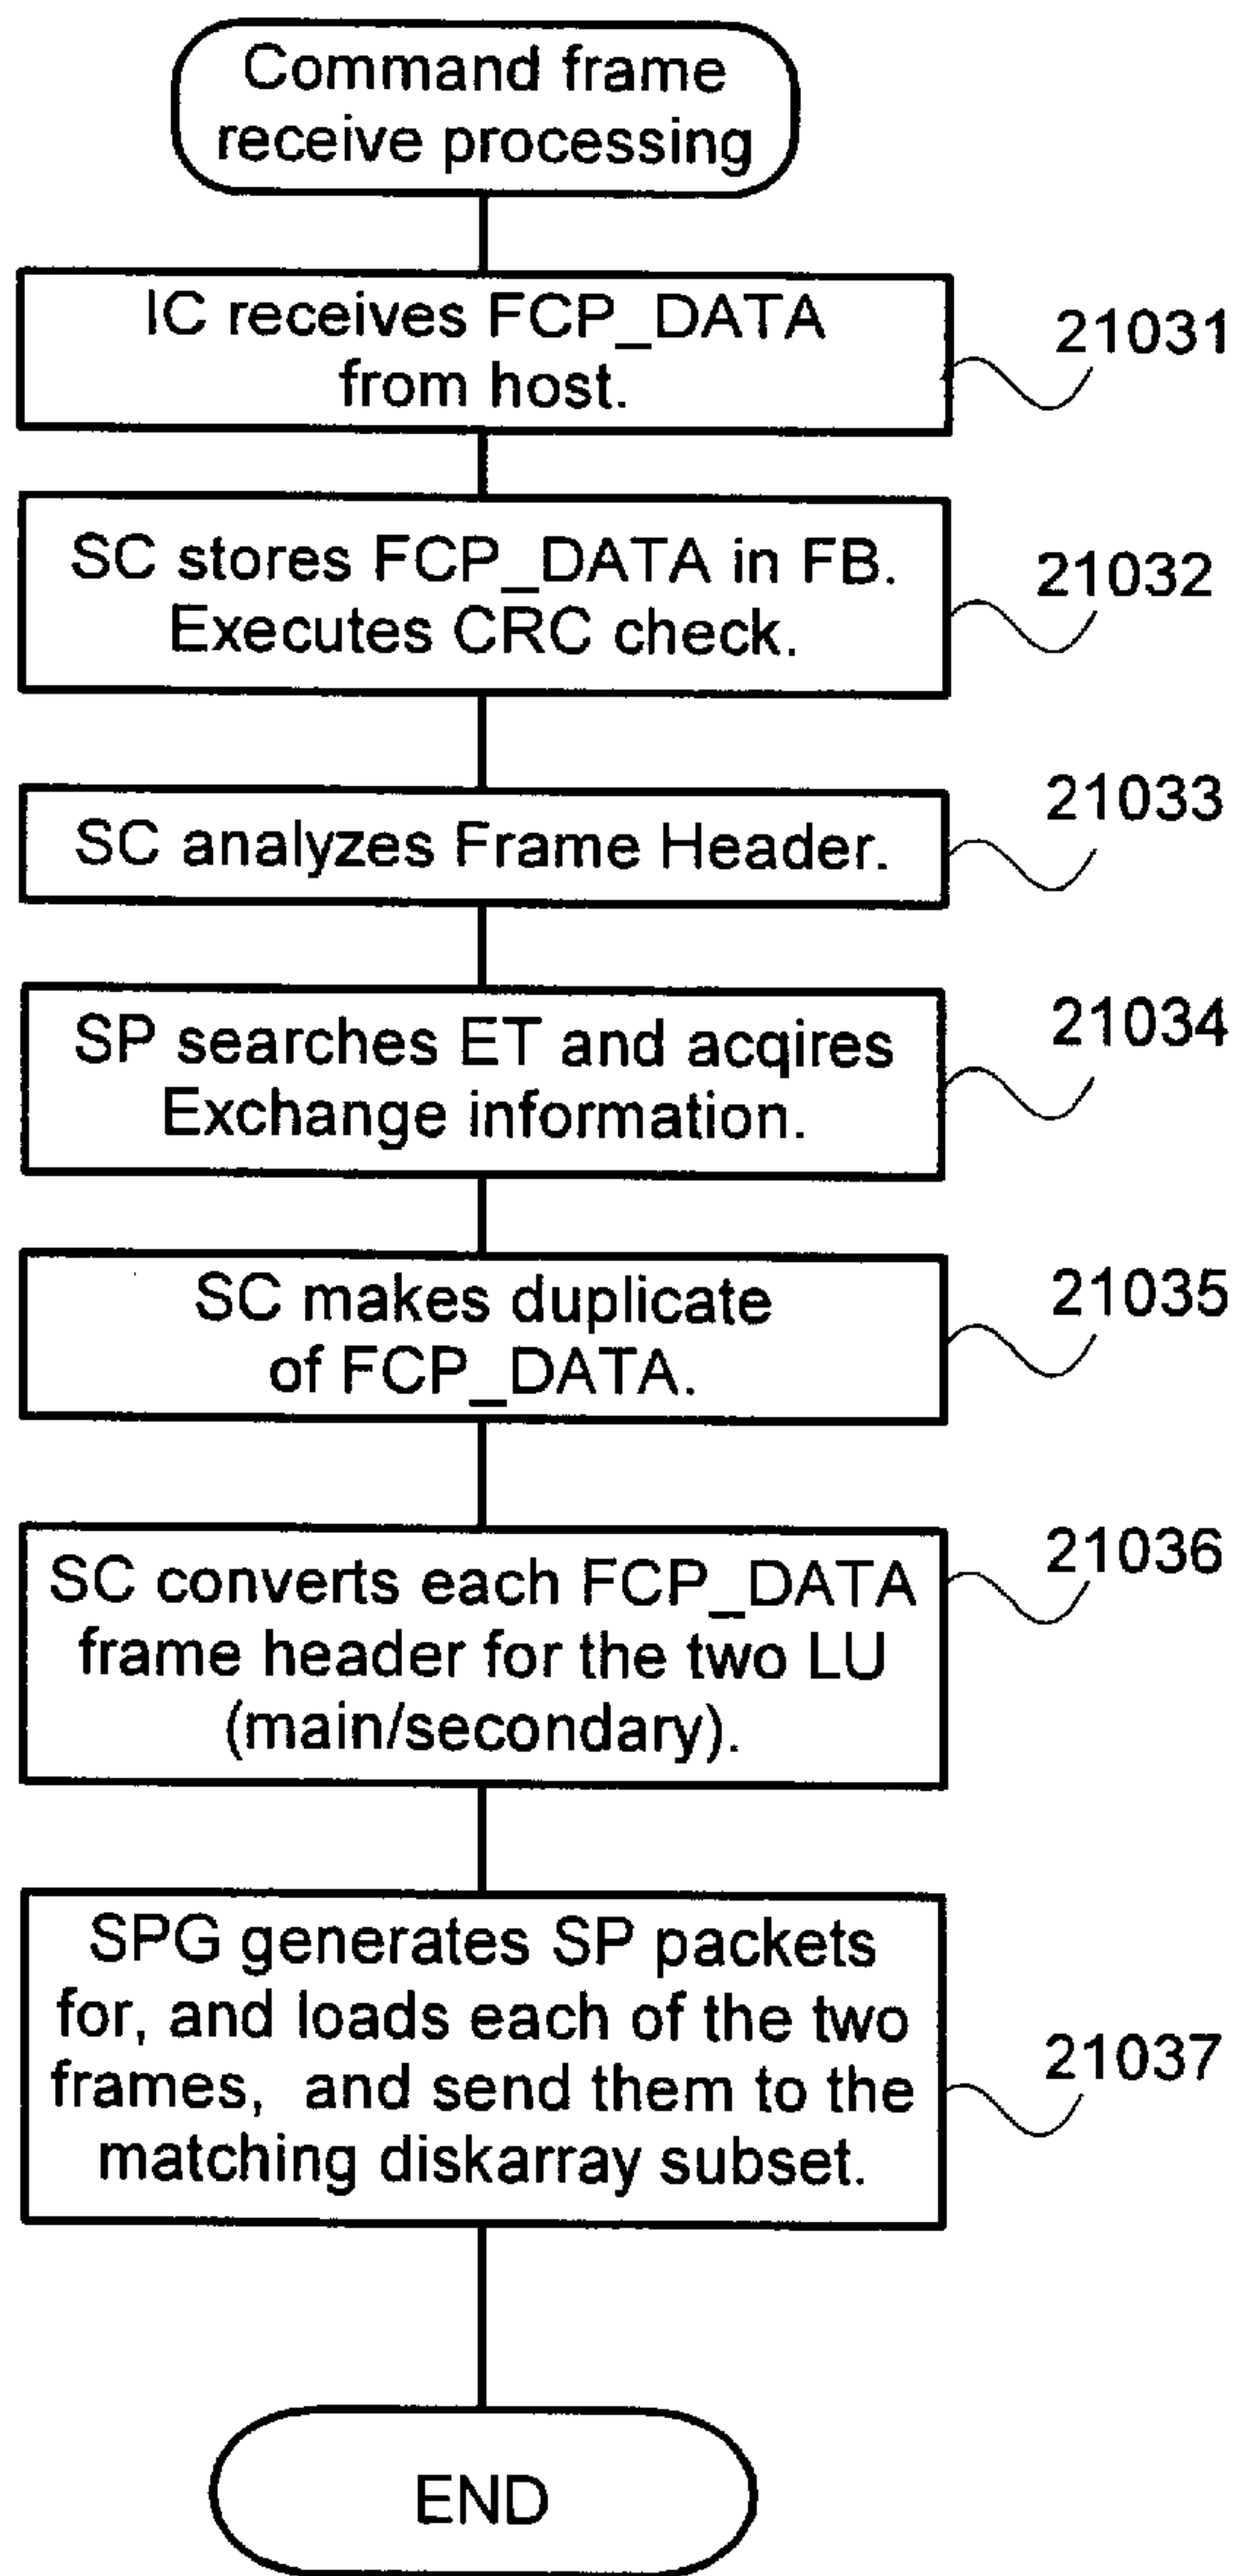 Command frame
receive processing
IC receives FCP_DATA
from host.
21031
SC stores FCP_DATA in FB.
Executes CRC check.
21032
SC analyzes Frame Header.
21033
SP searches ET and acqires
Exchange information.
21034
SC makes duplicate
of FCP_DATA.
21035
SC converts each FCP_DATA
frame header for the two LU
(main/secondary).
21036
SPG generates SP packets
for, and loads each of the two
frames, and send them to the
matching diskarray subset.
21037
END